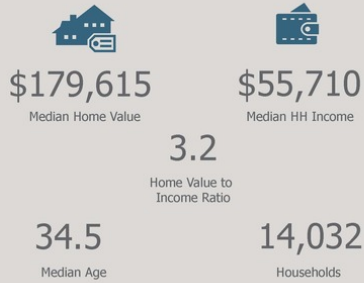 $179,615
Median Home Value
$55,710
Median HH Income
3.2
Home Value to
Income Ratio
34.5
Median Age
14,032
Households